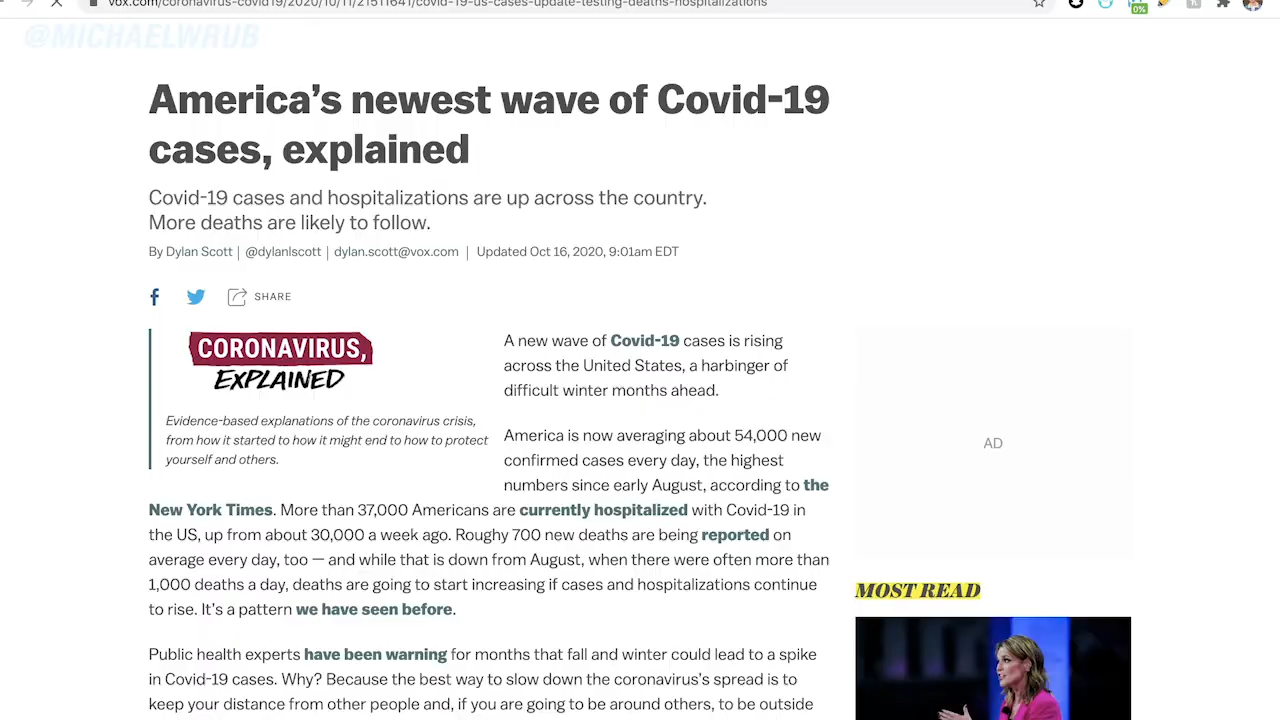 vox.com/coronavirus-covid19/2020/10/11/21511641/covid-19-us-cases-update-testing-deaths-hospitalizations
0%
@MICHAELWRUB
America's newest wave of Covid-19
cases, explained
Covid-19 cases and hospitalizations are up across the country.
More deaths are likely to follow.
By Dylan Scott | @dylanlscott | dylan.scott@vox.com | Updated Oct 16, 2020, 9:01am EDT
SHARE
CORONAVIRUS,
EXPLAINED
Evidence-based explanations of the coronavirus crisis,
from how it started to how it might end to how to protect
yourself and others.
A new wave of Covid-19 cases is rising
across the United States, a harbinger of
difficult winter months ahead.
America is now averaging about 54,000 new
confirmed cases every day, the highest
numbers since early August, according to the
New York Times. More than 37,000 Americans are currently hospitalized with Covid-19 in
the US, up from about 30,000 a week ago. Roughy 700 new deaths are being reported on
average every day, too — and while that is down from August, when there were often more than
1,000 deaths a day, deaths are going to start increasing if cases and hospitalizations continue
to rise. It's a pattern we have seen before.
Public health experts have been warning for months that fall and winter could lead to a spike
in Covid-19 cases. Why? Because the best way to slow down the coronavirus's spread is to
keep your distance from other people and, if you are going to be around others, to be outside
AD
MOST READ